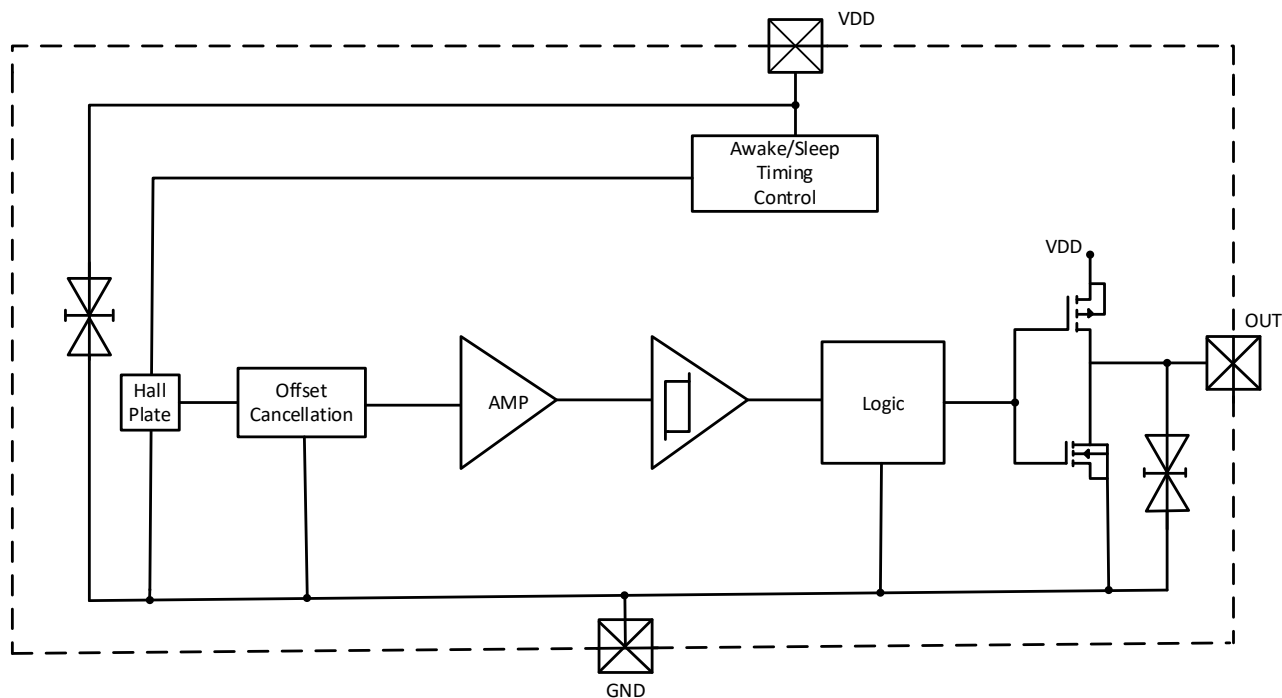 VDD
Awake/Sleep
Timing
Control
VDD
OUT
Hall
Plate
Offset
Cancellation
AMP
Logic
GND